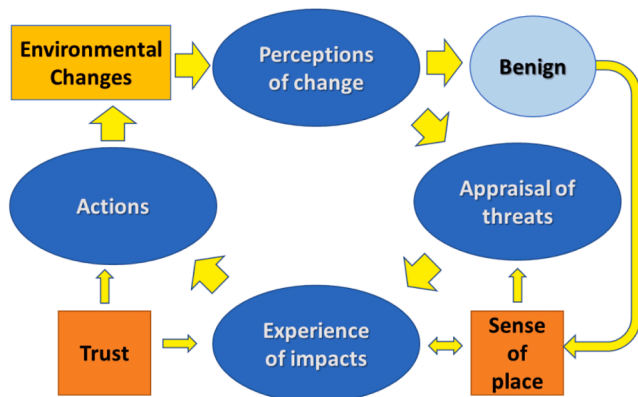 Environmental
Changes
Perceptions
of change
Benign
Actions
Appraisal of
threats
Trust
Experience
of impacts
Sense
of
place